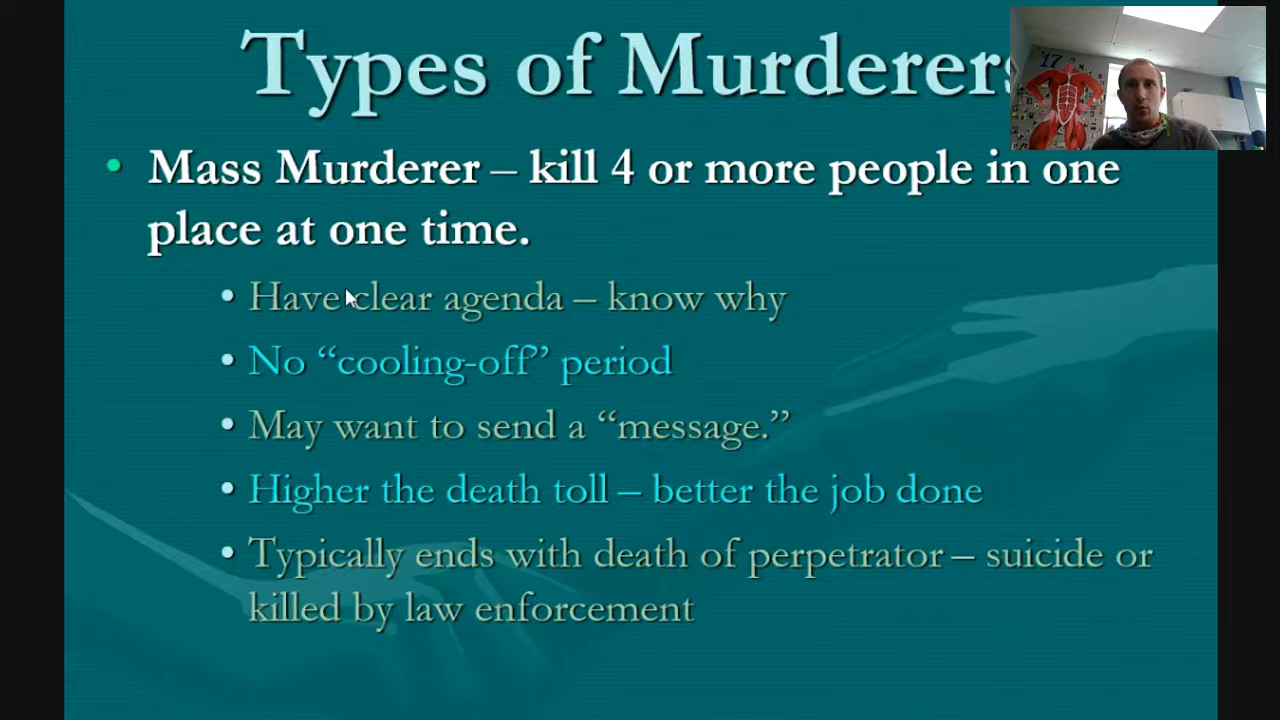 Types of Murderers
'17
• Mass Murderer – kill 4 or more people in one
place at one time.
• Have clear agenda – know why
• No “cooling-off” period
• May want to send a “message.”
• Higher the death toll – better the job done
• Typically ends with death of perpetrator – suicide or
killed by law enforcement